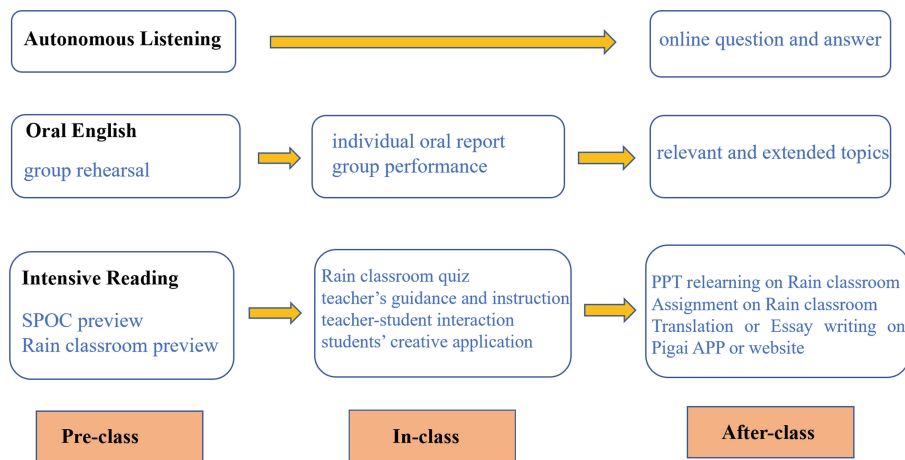 Autonomous Listening
online question and answer
Oral English
group rehearsal
individual oral report
group performance
relevant and extended topics
Intensive Reading
SPOC preview
Rain classroom preview
Rain classroom quiz
teacher's guidance and instruction
teacher-student interaction
students' creative application
PPT relearning on Rain classroom
Assignment on Rain classroom
Translation or Essay writing on
Pigai APP or website
Pre-class
In-class
After-class